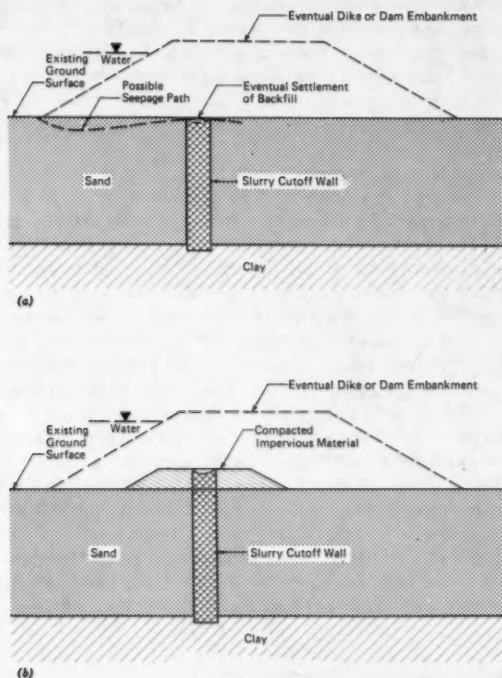 Eventual Dike or Dam Embankment
Existing
Ground
Surface
Water
Possible
Seepage Path
Eventual Settlement
of Backfill
Sand
Slurry Cutoff Wall
Clay
(a)
Eventual Dike or Dam Embankment
Existing
Ground
Surface
Water
Compacted
Impervious Material
Sand
Slurry Cutoff Wall
Clay
(b)